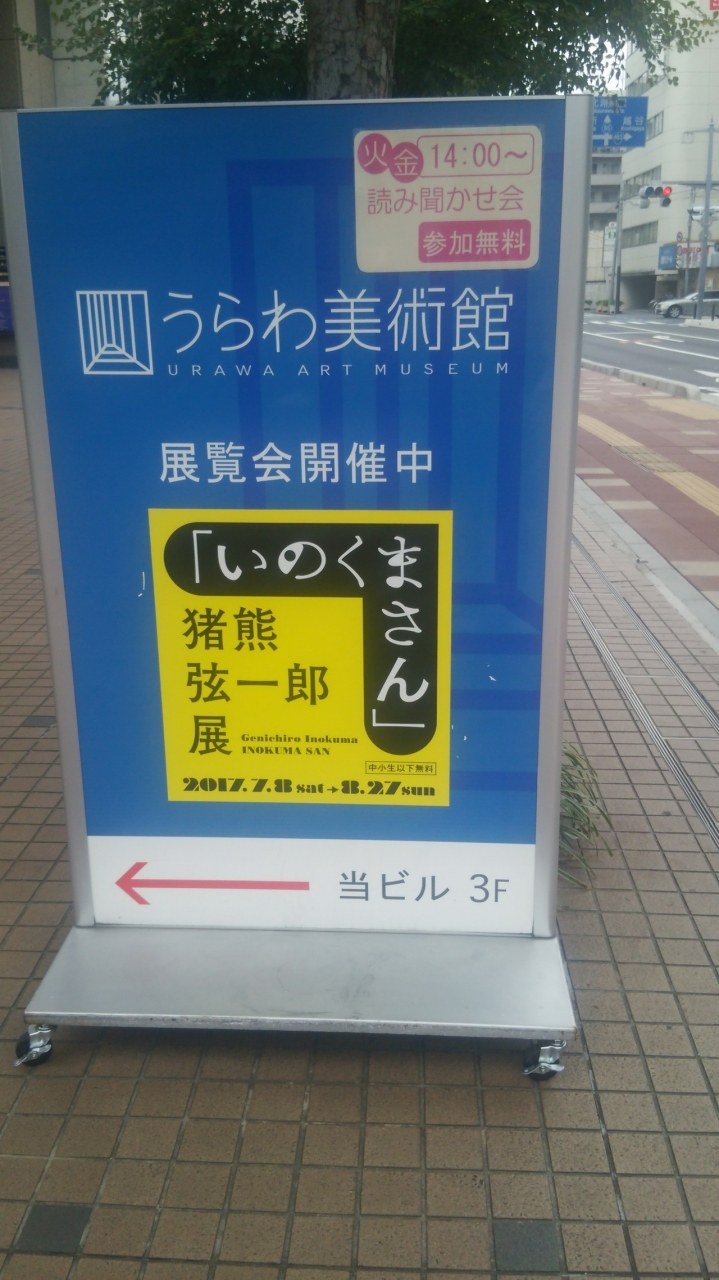 火 金 14:00～
読み聞かせ会
参加無料
うらわ美術館
URAWA ART MUSEUM
展覧会開催中
「いのくまさん」
猪熊
弦一郎
展
Genichiro Inokuma
INOKUMA SAN
中小生以下無料
2017.7.8 sat→8.27 sun
当ビル 3F
越谷